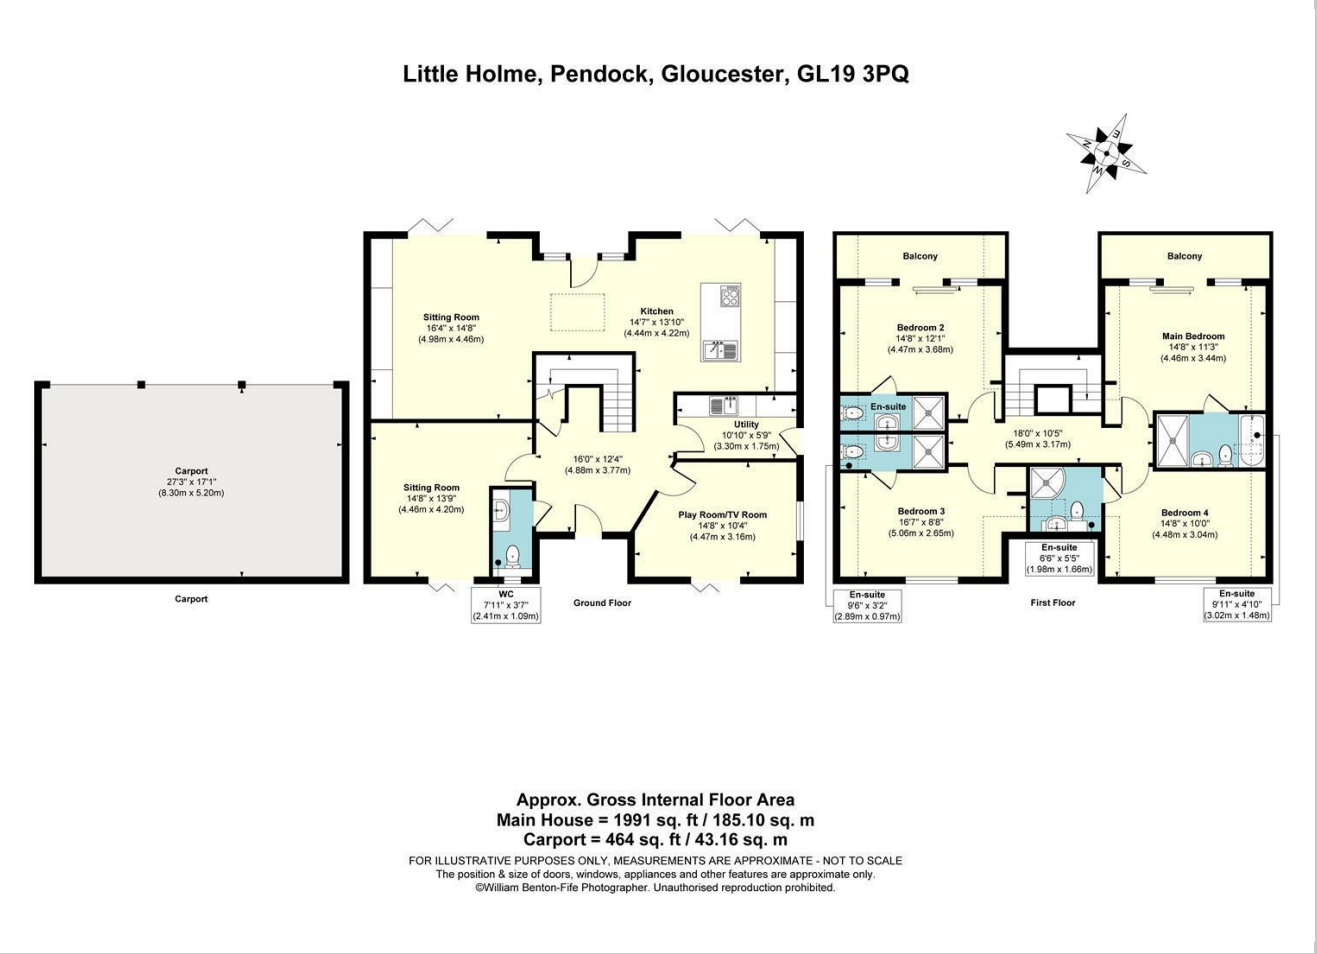 Little Holme, Pendock, Gloucester, GL19 3PQ
N
E
S
W
Sitting Room
16'4" x 14'8"
(4.98m x 4.46m)
Kitchen
14'7" x 13'10"
(4.44m x 4.22m)
Utility
10'10" x 5'9"
(3.30m x 1.75m)
16'0" x 12'4"
(4.88m x 3.77m)
Sitting Room
14'8" x 13'9"
(4.46m x 4.20m)
Play Room/TV Room
14'8" x 10'4"
(4.47m x 3.16m)
WC
7'11" x 3'7"
(2.41m x 1.09m)
Ground Floor
Carport
27'3" x 17'1"
(8.30m x 5.20m)
Carport
Balcony
Balcony
Bedroom 2
14'8" x 12'1"
(4.47m x 3.68m)
Main Bedroom
14'8" x 11'3"
(4.46m x 3.44m)
En-suite
18'0" x 10'5"
(5.49m x 3.17m)
Bedroom 3
16'7" x 8'8"
(5.06m x 2.65m)
Bedroom 4
14'8" x 10'0"
(4.48m x 3.04m)
En-suite
6'6" x 5'5"
(1.98m x 1.66m)
En-suite
9'6" x 3'2"
(2.89m x 0.97m)
En-suite
9'11" x 4'10"
(3.02m x 1.48m)
First Floor
Approx. Gross Internal Floor Area
Main House = 1991 sq. ft / 185.10 sq. m
Carport = 464 sq. ft / 43.16 sq. m
FOR ILLUSTRATIVE PURPOSES ONLY, MEASUREMENTS ARE APPROXIMATE - NOT TO SCALE
The position & size of doors, windows, appliances and other features are approximate only.
©William Benton-Fife Photographer. Unauthorised reproduction prohibited.